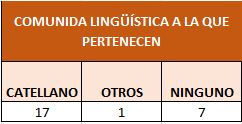 COMUNIDA LINGÜÍSTICA A LA QUE
PERTENECEN
CATELLANO OTROS NINGUNO
17 1 7